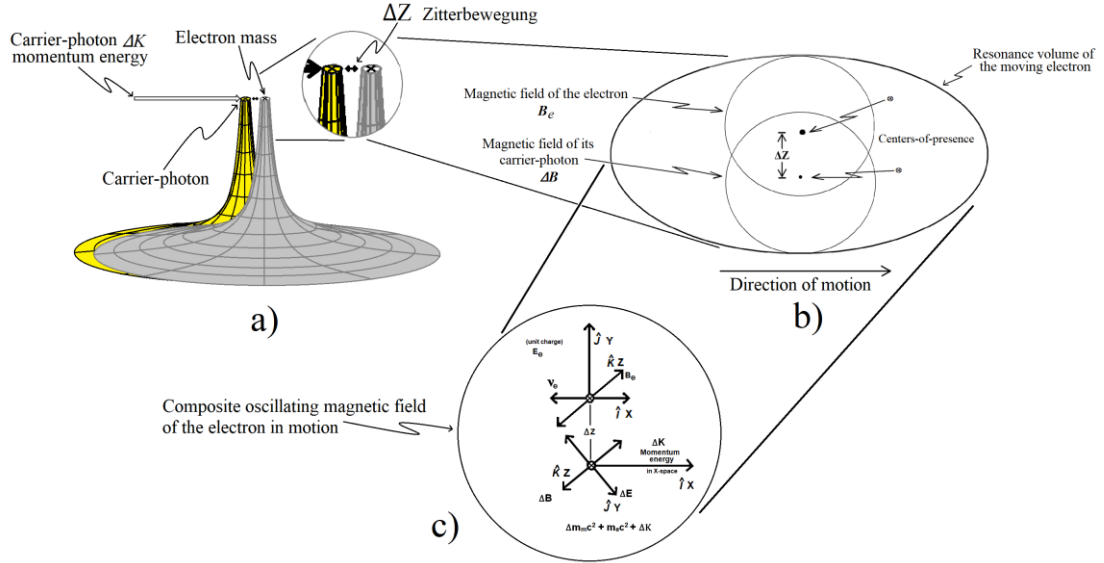 ΔZ Zitterbewegung
Carrier-photon ΔK
momentum energy
Electron mass
Carrier-photon
a)
Resonance volume
of the moving electron
Magnetic field of the electron
Be
Magnetic field of its
carrier-photon
ΔB
ΔZ
Centers-of-presence
Direction of motion
b)
Composite oscillating magnetic field
of the electron in motion
(unit charge)
Ee
Ĵ Y
K̂ Z
Be
νe
Î X
ΔZ
ΔK
Momentum
energy
in X-space
K̂ Z
Î X
ΔB
ΔE
Ĵ Y
Δmmc² + mec² + ΔK
c)